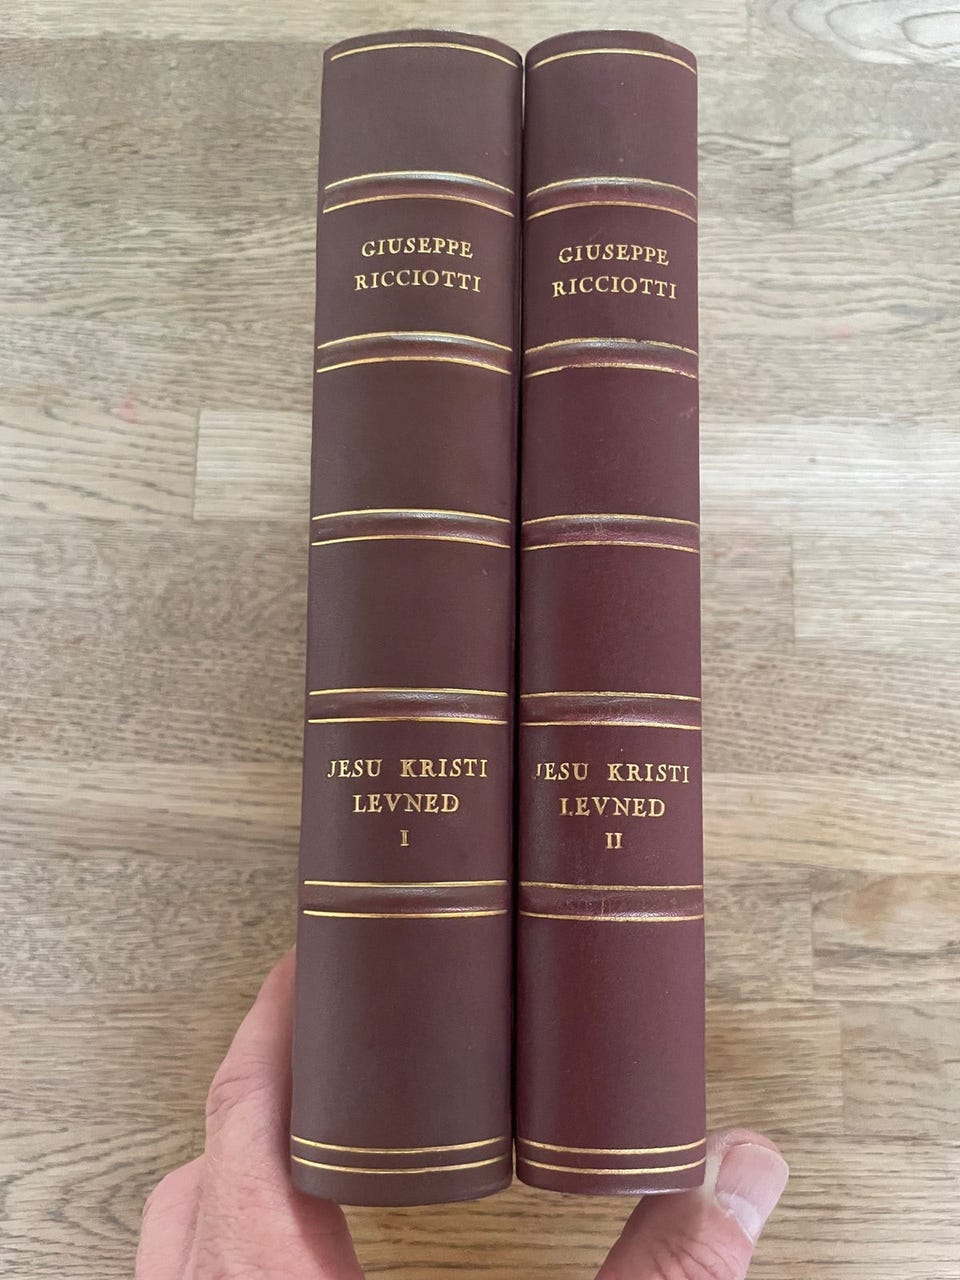 GIUSEPPE
RICCIOTTI
JESU KRISTI
LEVNED
I
GIUSEPPE
RICCIOTTI
JESU KRISTI
LEVNED
II